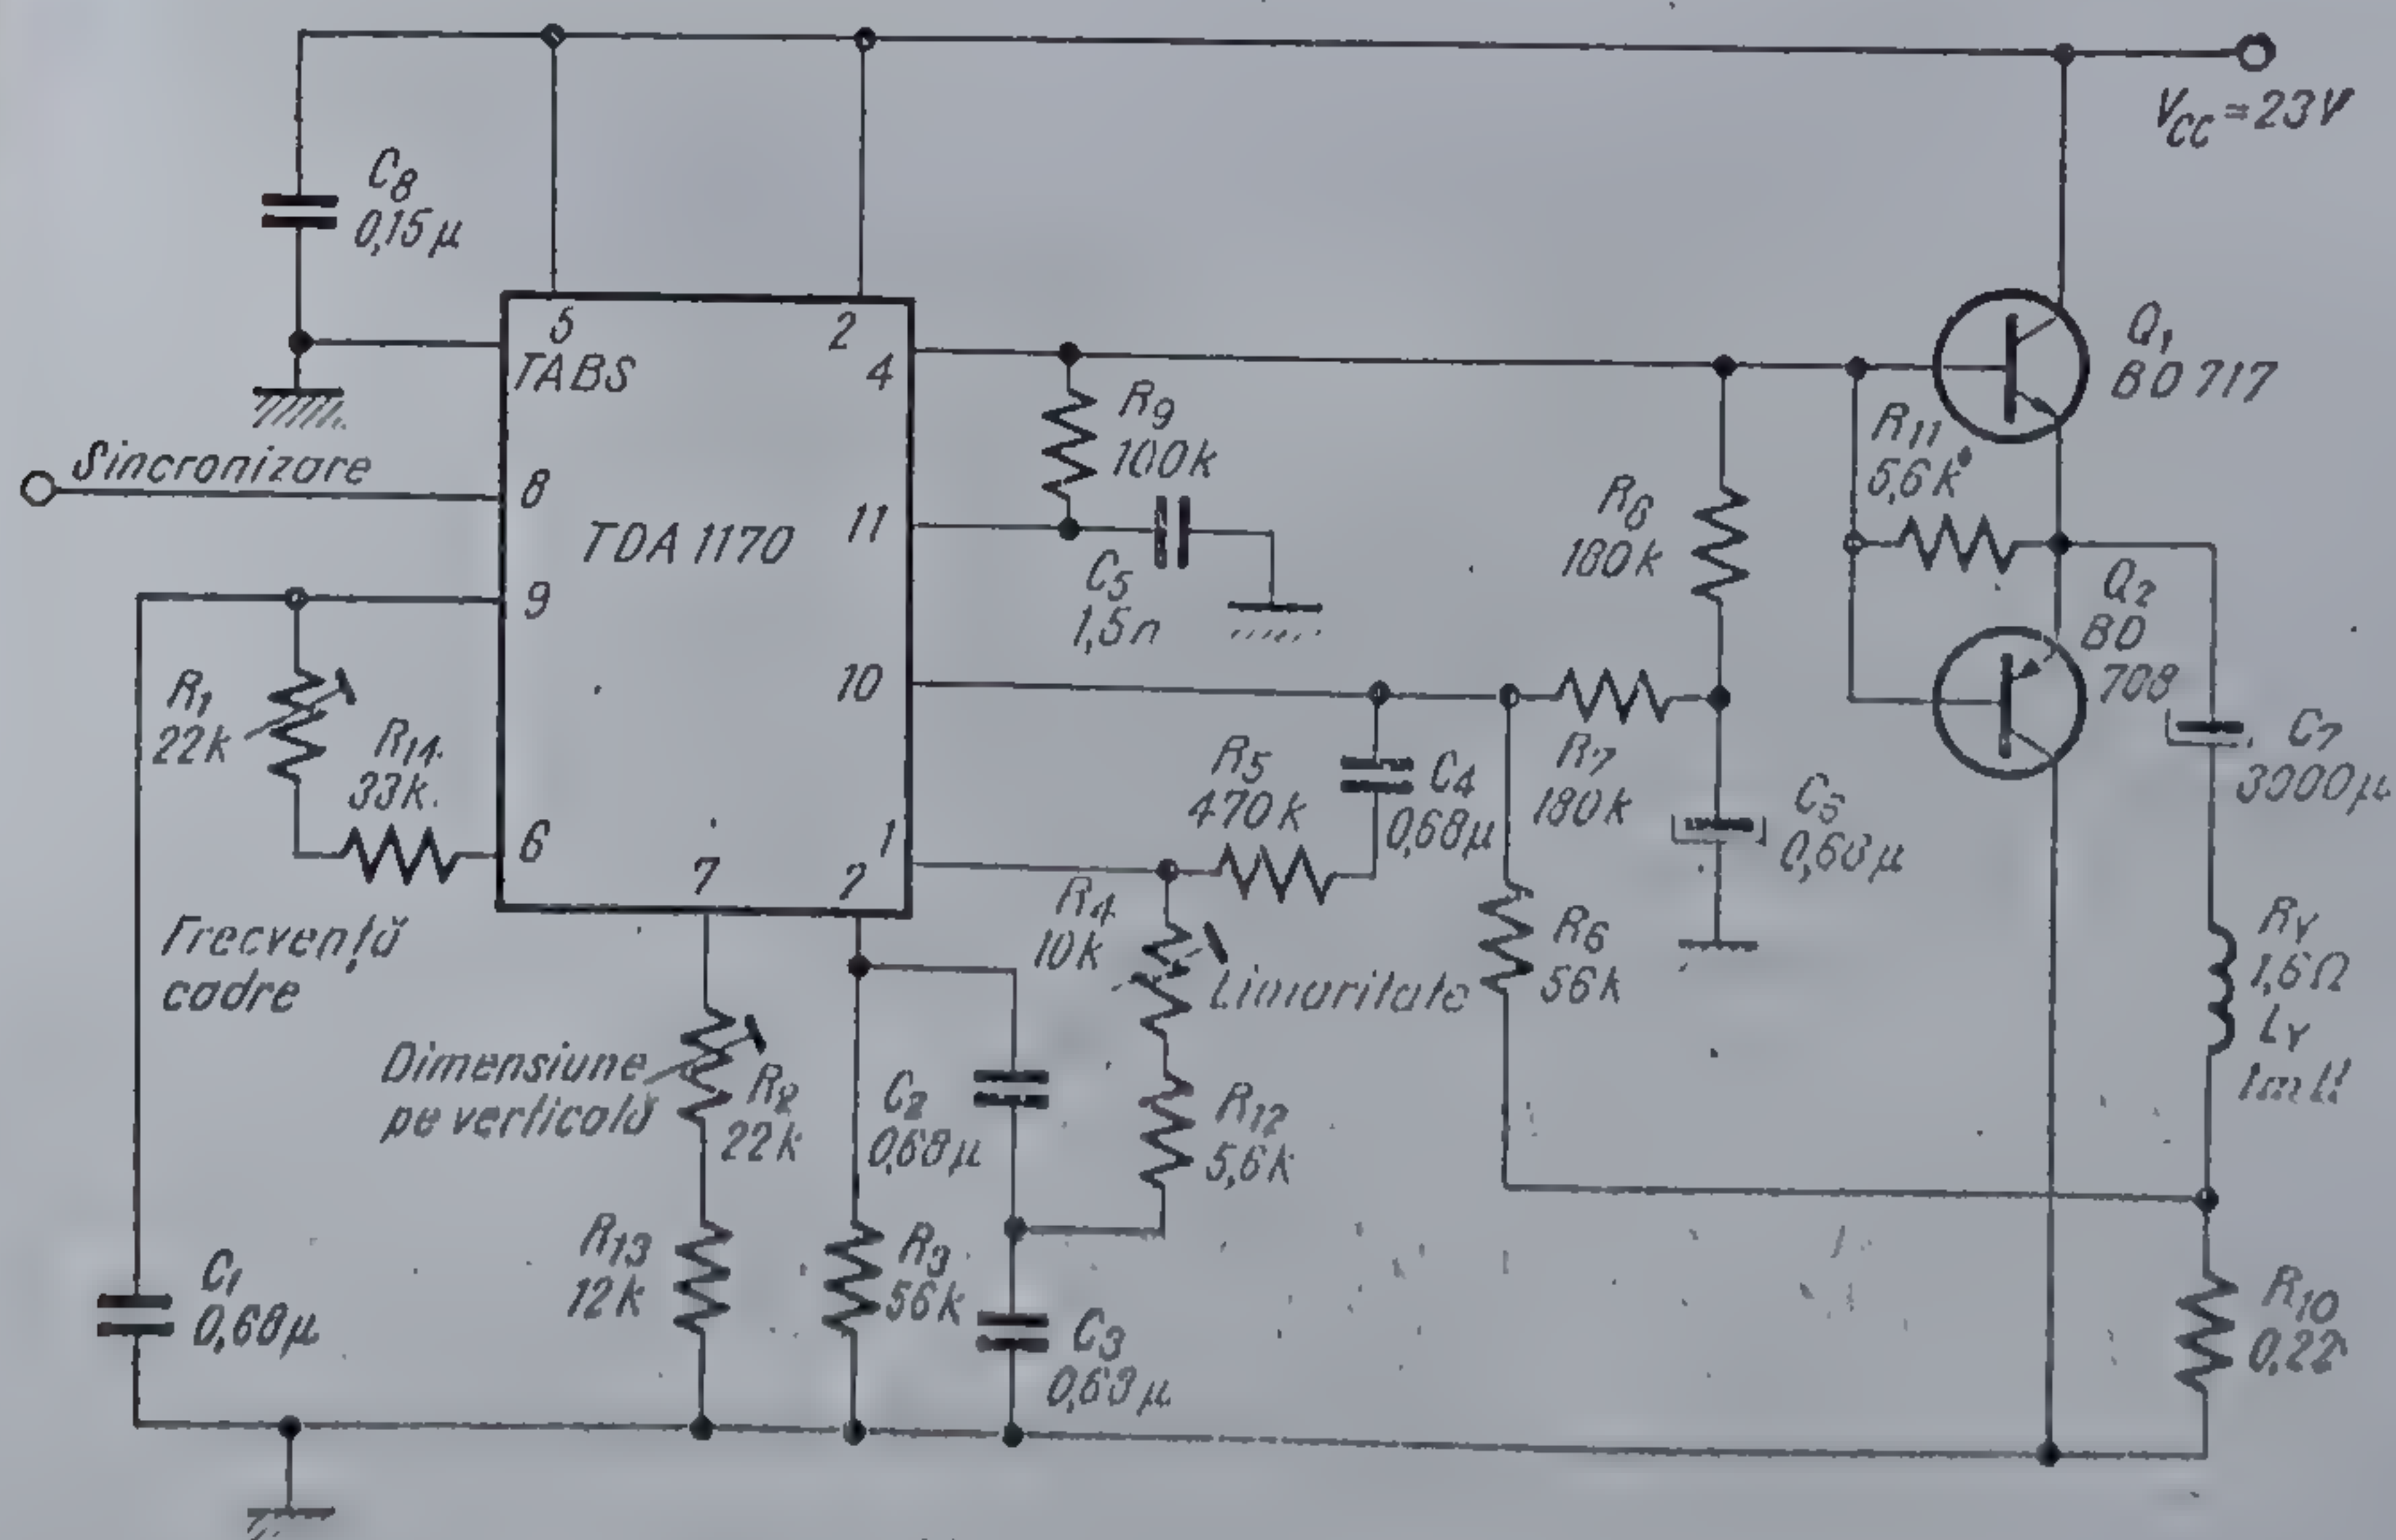 V_CC = 23V
C8
0,15μ
5
2
TABS
4
Q1
BD 717
R9
100k
R11
5,6k
Sincronizare
8
TDA 1170
11
R8
180k
C5
1,5n
Q2
BD
708
9
10
R1
22k
R14
33k
R5
470k
C4
0,68μ
R7
180k
C7
3000μ
0,68μ
6
1
7
2
R4
10k
Frecvență
cadre
Liniaritate
R6
56k
RY
1,6Ω
LY
1mH
Dimensiune
pe verticală
R2
22k
C2
0,68μ
R12
5,6k
R13
12k
R3
56k
C1
0,68μ
C3
0,68μ
R10
0,22